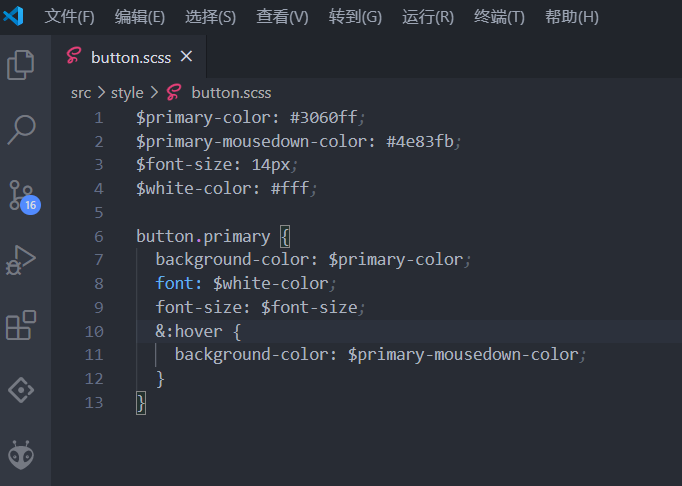 文件(F) 编辑(E) 选择(S) 查看(V) 转到(G) 运行(R) 终端(T) 帮助(H)
button.scss
src > style > button.scss
1 $primary-color: #3060ff;
2 $primary-mousedown-color: #4e83fb;
3 $font-size: 14px;
4 $white-color: #fff;
5
6 button.primary {
7   background-color: $primary-color;
8   font: $white-color;
9   font-size: $font-size;
10   &:hover {
11     background-color: $primary-mousedown-color;
12   }
13 }
16